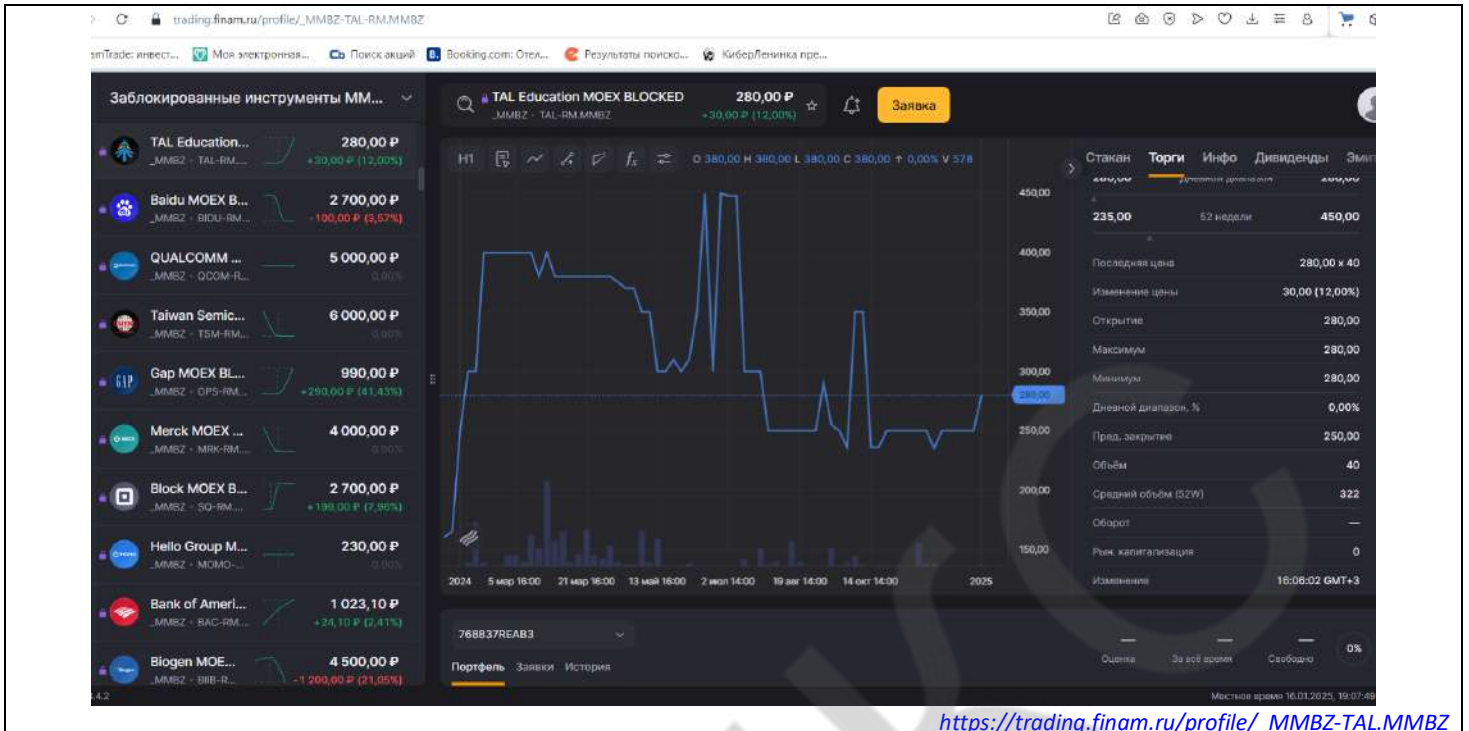 trading.finam.ru/profile/_MMBZ-TAL-RM.MMBZ
amTrade: инвест... Моя электронная... Поиск акций Booking.com: Отел... Результаты поиско... КиберЛенинка пре...
Заблокированные инструменты ММ...
TAL Education MOEX BLOCKED 280,00 ₽
_MMBZ - TAL-RM.MMBZ +30,00 ₽ (12,00%)
Заявка
TAL Education... 280,00 ₽
_MMBZ - TAL-RM.... +30,00 ₽ (12,00%)
Baidu MOEX B... 2 700,00 ₽
_MMBZ - BIDU-RM... -100,00 ₽ (3,57%)
QUALCOMM ... 5 000,00 ₽
_MMBZ - QCOM-R... 0,00%
Taiwan Semic... 6 000,00 ₽
_MMBZ - TSM-RM... 0,00%
Gap MOEX BL... 990,00 ₽
_MMBZ - GPS-RM... +290,00 ₽ (41,43%)
Merck MOEX ... 4 000,00 ₽
_MMBZ - MRK-RM.... 0,00%
Block MOEX B... 2 700,00 ₽
_MMBZ - SQ-RM.... +199,00 ₽ (7,96%)
Hello Group M... 230,00 ₽
_MMBZ - MOMO-... 0,00%
Bank of Ameri... 1 023,10 ₽
_MMBZ - BAC-RM... +24,10 ₽ (2,41%)
Biogen MOE... 4 500,00 ₽
_MMBZ - BIIB-R... -1 200,00 ₽ (21,05%)
H1 O 380,00 H 380,00 L 380,00 C 380,00 ↑ 0,00% V 578
450,00
400,00
350,00
300,00
280,00
250,00
200,00
150,00
2024 5 мар 16:00 21 мар 16:00 13 май 16:00 2 июл 14:00 19 авг 14:00 14 окт 14:00 2025
768837REAB3
Портфель Заявки История
Стакан Торги Инфо Дивиденды Эми
280,00 Дневной диапазон 280,00
235,00 52 недели 450,00
Последняя цена 280,00 x 40
Изменение цены 30,00 (12,00%)
Открытие 280,00
Максимум 280,00
Минимум 280,00
Дневной диапазон, % 0,00%
Пред. закрытие 250,00
Объём 40
Средний объём (52W) 322
Оборот —
Рын. капитализация 0
Изменение 16:06:02 GMT+3
— — — 0%
Оценка За всё время Свободно
.4.2 Местное время 16.01.2025, 19:07:49
https://trading.finam.ru/profile/_MMBZ-TAL.MMBZ